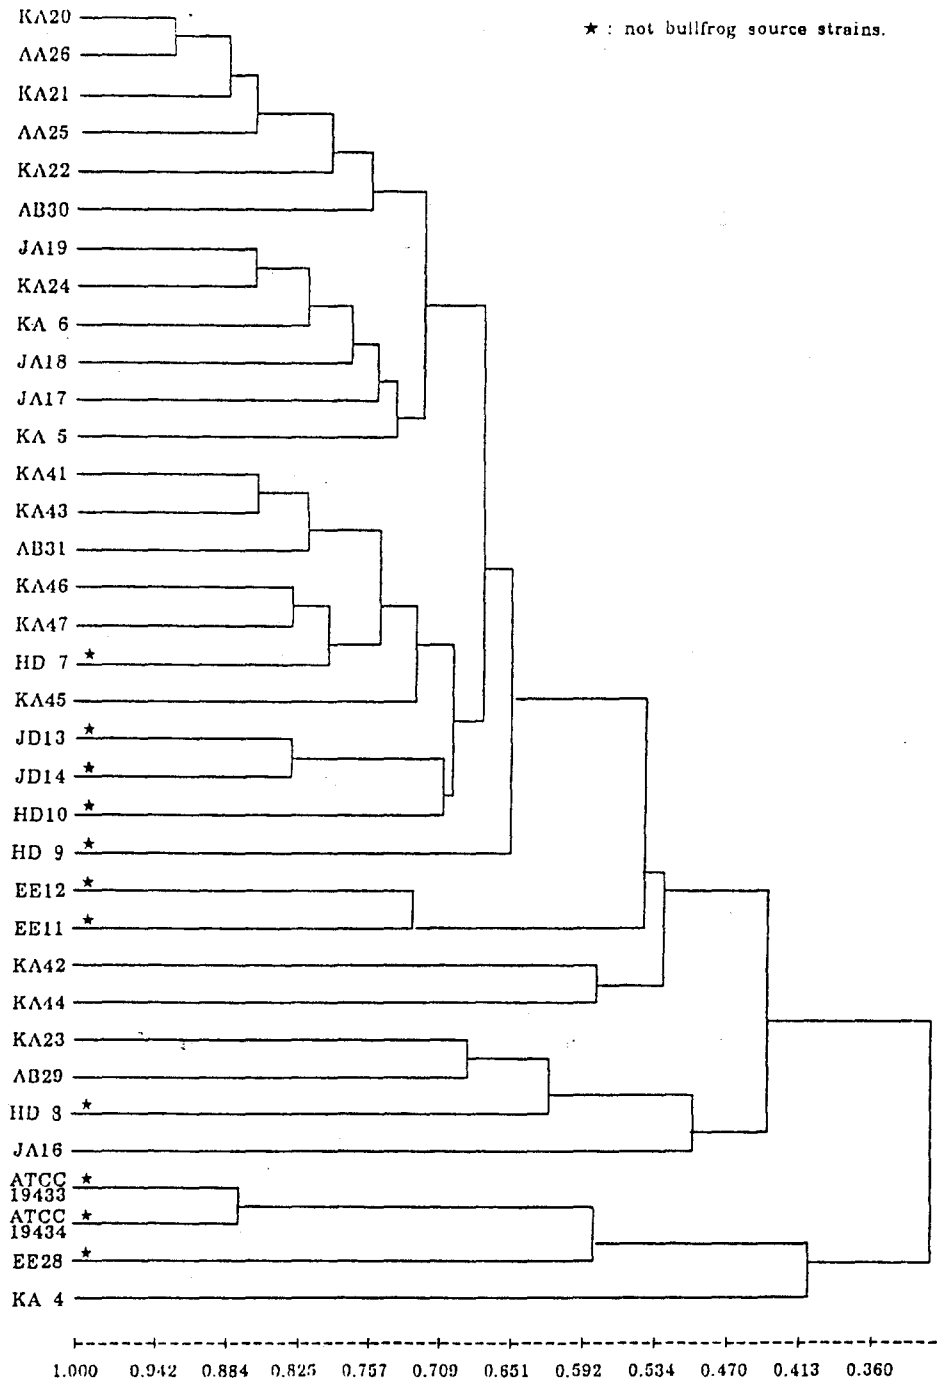 ★ : not bullfrog source strains.
KA20
AA26
KA21
AA25
KA22
AB30
JA19
KA24
KA 6
JA18
JA17
KA 5
KA41
KA43
AB31
KA46
KA47
HD 7 ★
KA45
JD13 ★
JD14 ★
HD10 ★
HD 9 ★
EE12 ★
EE11 ★
KA42
KA44
KA23
AB29
HD 8 ★
JA16
ATCC ★
19433
ATCC ★
19434
EE28 ★
KA 4
1.000 0.942 0.884 0.825 0.757 0.709 0.651 0.592 0.534 0.470 0.413 0.360